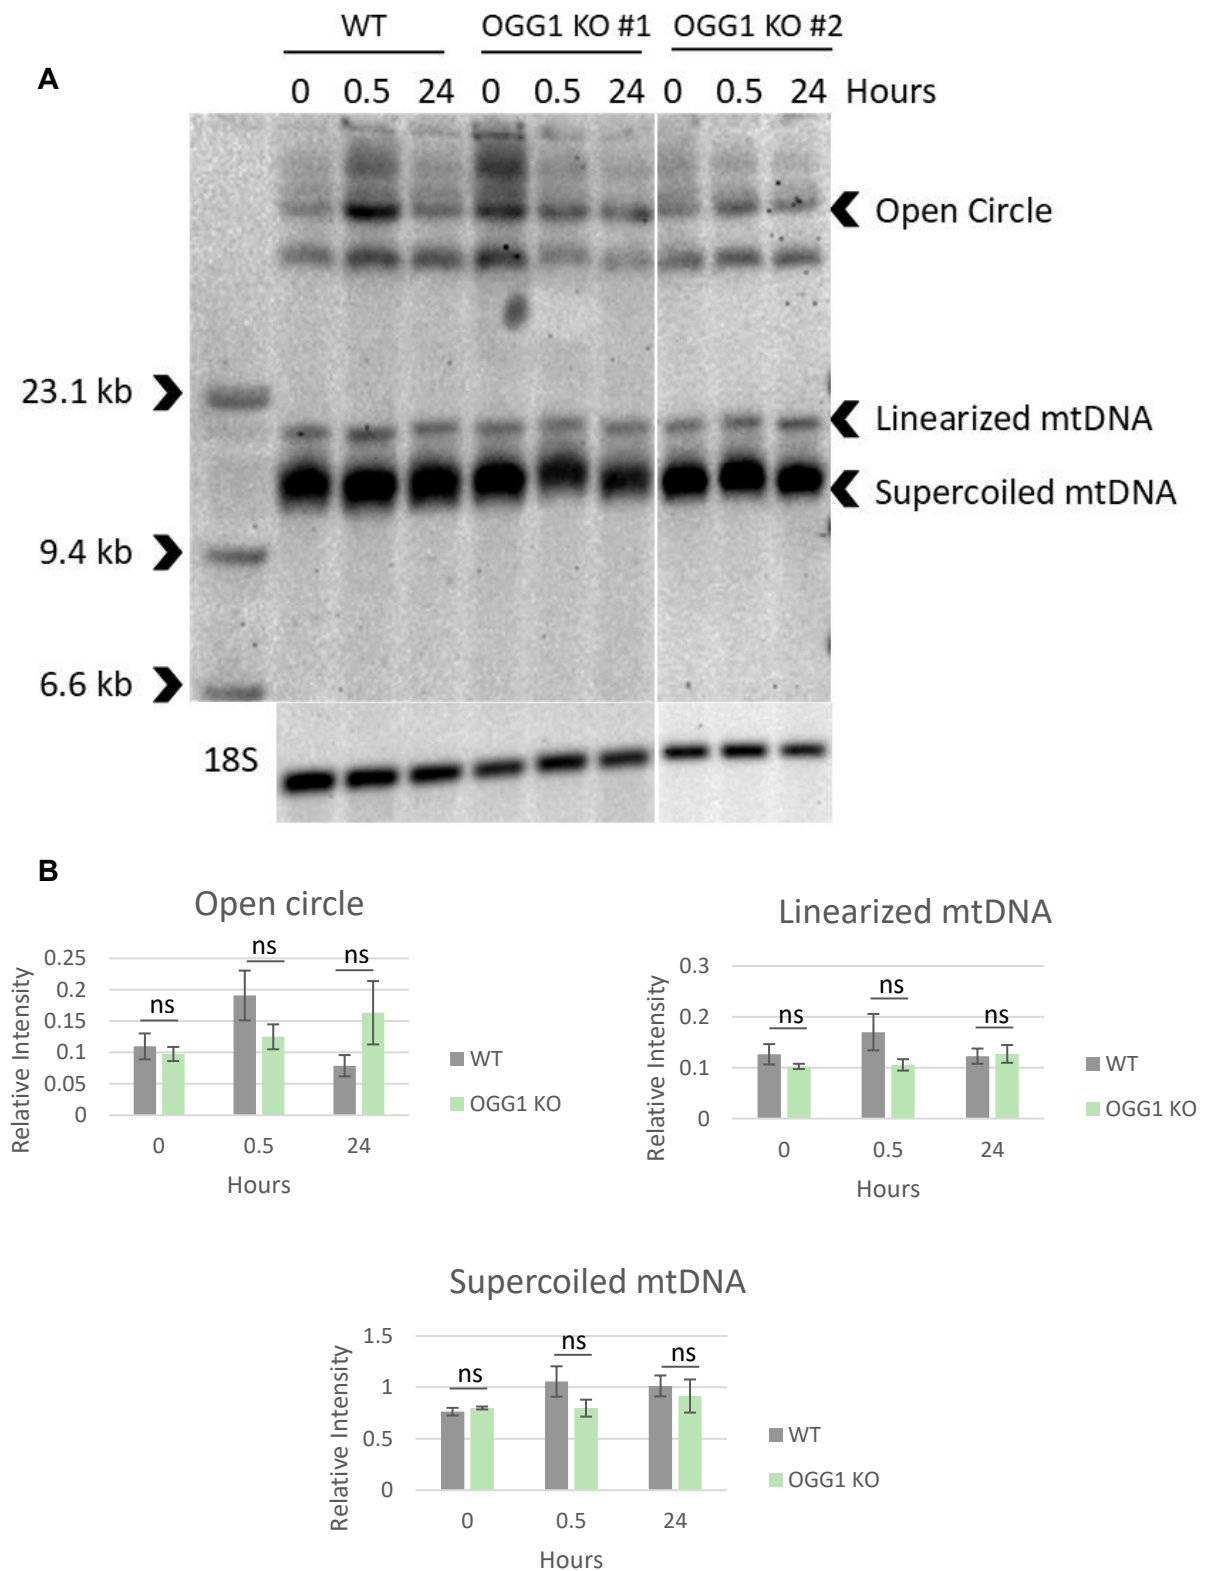 WT OGG1 KO #1 OGG1 KO #2
A
0 0.5 24 0 0.5 24 0 0.5 24 Hours
Open Circle
23.1 kb
Linearized mtDNA
Supercoiled mtDNA
9.4 kb
6.6 kb
18S
B
Open circle
Relative Intensity
0.25
0.2
0.15
0.1
0.05
0
ns
ns
ns
0 0.5 24
Hours
WT
OGG1 KO
Linearized mtDNA
Relative Intensity
0.3
0.2
0.1
0
ns
ns
ns
0 0.5 24
Hours
WT
OGG1 KO
Supercoiled mtDNA
Relative Intensity
1.5
1
0.5
0
ns
ns
ns
0 0.5 24
Hours
WT
OGG1 KO